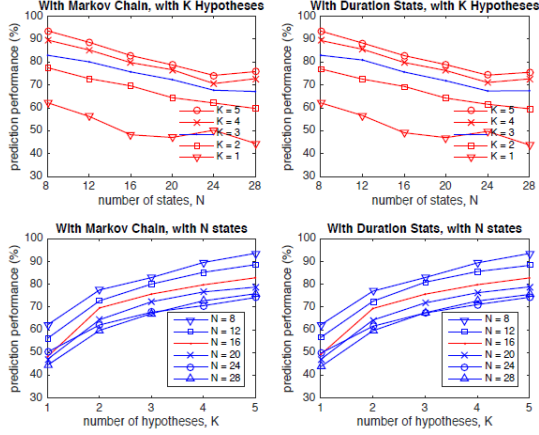 With Markov Chain, with K Hypotheses
prediction performance (%)
100
90
80
70
60
50
40
30
8 12 16 20 24 28
number of states, N
K = 5
K = 4
K = 3
K = 2
K = 1
With Duration Stats, with K Hypotheses
prediction performance (%)
100
90
80
70
60
50
40
30
8 12 16 20 24 28
number of states, N
K = 5
K = 4
K = 3
K = 2
K = 1
With Markov Chain, with N states
prediction performance (%)
100
90
80
70
60
50
40
30
1 2 3 4 5
number of hypotheses, K
N = 8
N = 12
N = 16
N = 20
N = 24
N = 28
With Duration Stats, with N states
prediction performance (%)
100
90
80
70
60
50
40
30
1 2 3 4 5
number of hypotheses, K
N = 8
N = 12
N = 16
N = 20
N = 24
N = 28